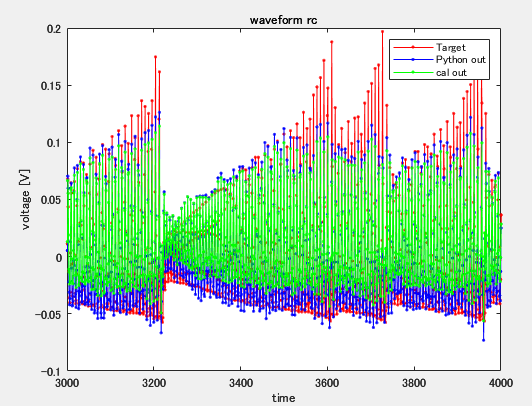 waveform rc
0.2
0.15
0.1
0.05
0
-0.05
-0.1
voltage [V]
Target
Python out
cal out
3000
3200
3400
3600
3800
4000
time